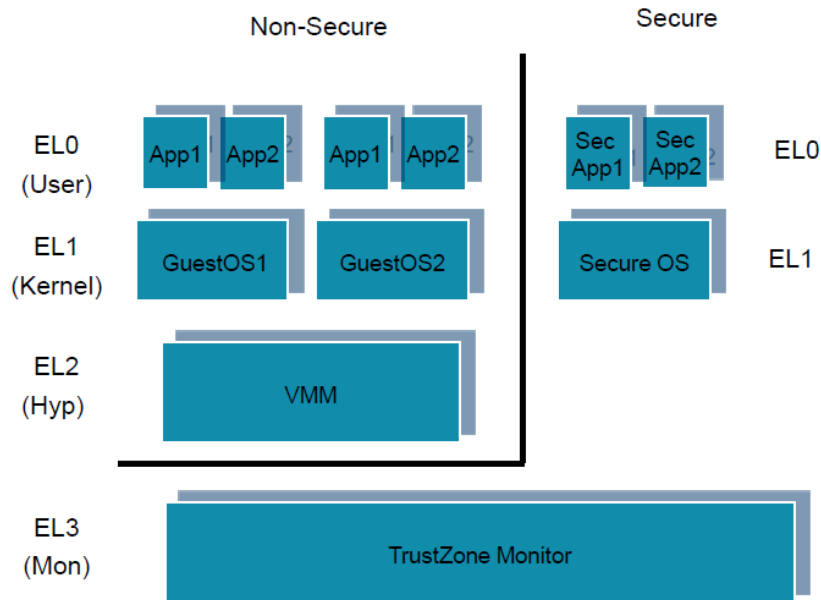 Non-Secure
Secure
EL0
(User)
App1
App2
App1
App2
Sec
App1
Sec
App2
EL0
EL1
(Kernel)
GuestOS1
GuestOS2
Secure OS
EL1
EL2
(Hyp)
VMM
EL3
(Mon)
TrustZone Monitor